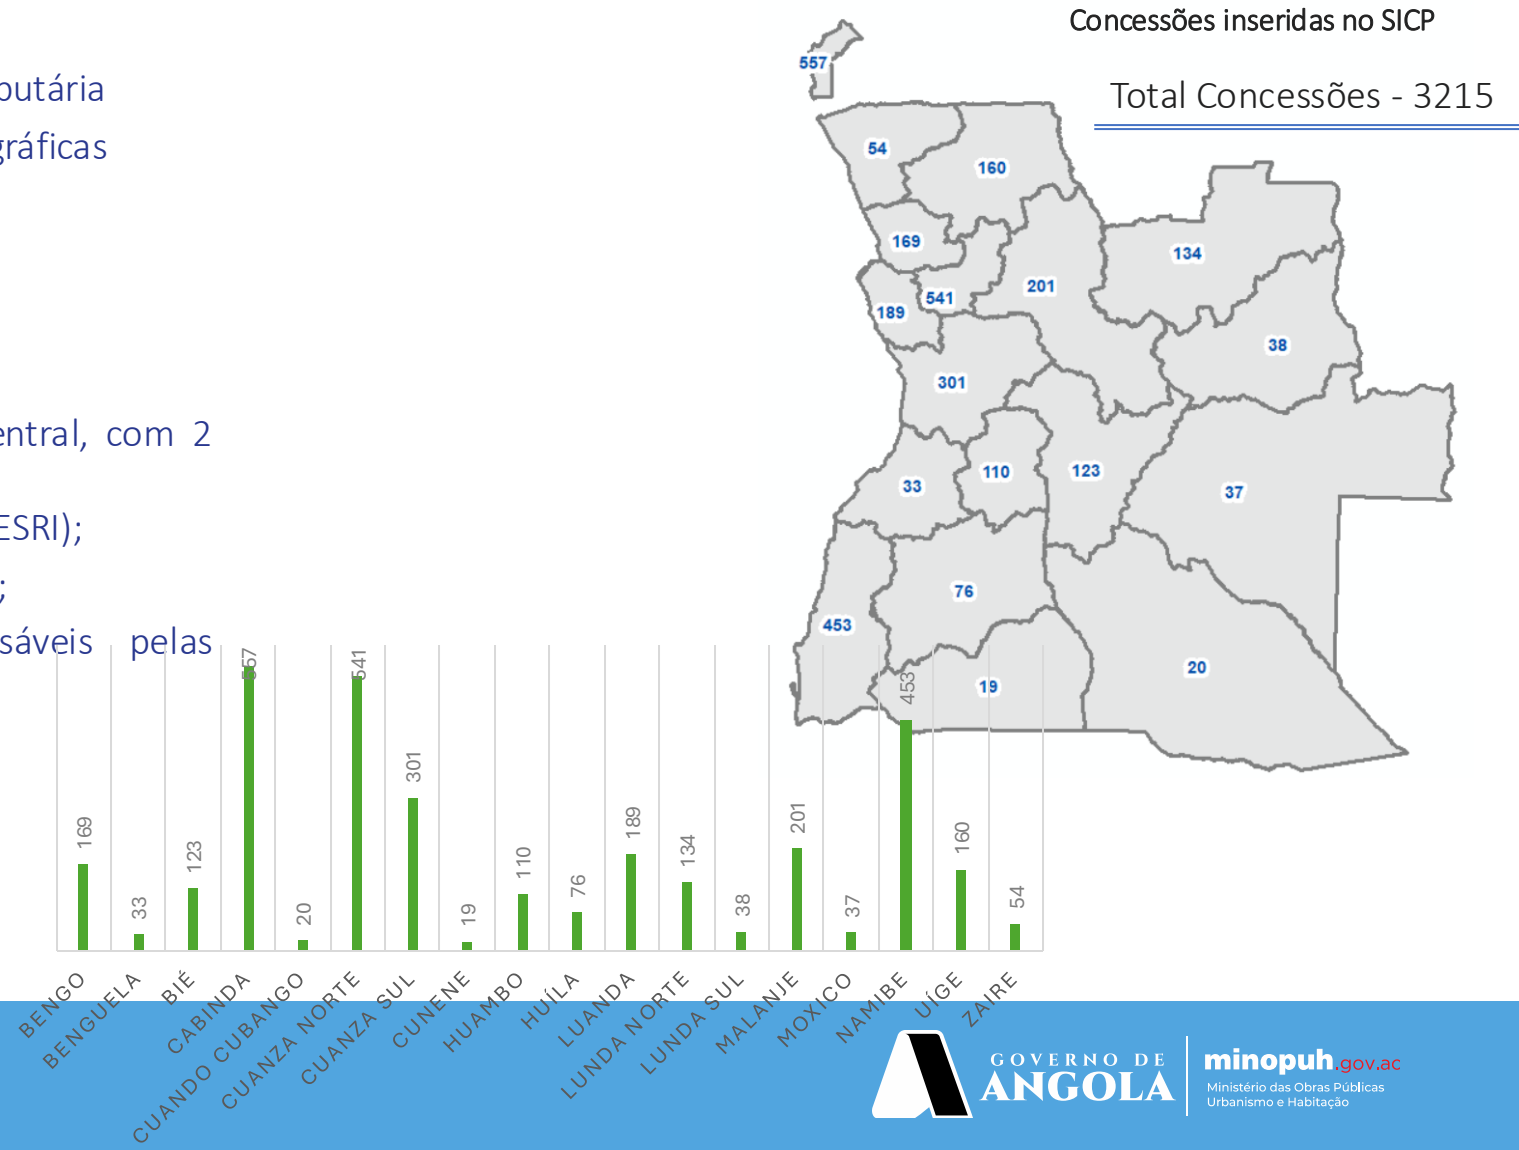 Concessões inseridas no SICP
Total Concessões - 3215
butária
gráficas
entral, com 2
ESRI);
;
sáveis pelas
557
54
160
169
134
201
541
189
38
301
110
123
33
37
76
453
20
19
169
33
123
557
20
541
301
19
110
76
189
134
38
201
37
453
160
54
BENGO
BENGUELA
BIÉ
CABINDA
CUANDO CUBANGO
CUANZA NORTE
CUANZA SUL
CUNENE
HUAMBO
HUÍLA
LUANDA
LUNDA NORTE
LUNDA SUL
MALANJE
MOXICO
NAMIBE
UÍGE
ZAIRE
GOVERNO DE
ANGOLA
minopuh.gov.ac
Ministério das Obras Públicas
Urbanismo e Habitação